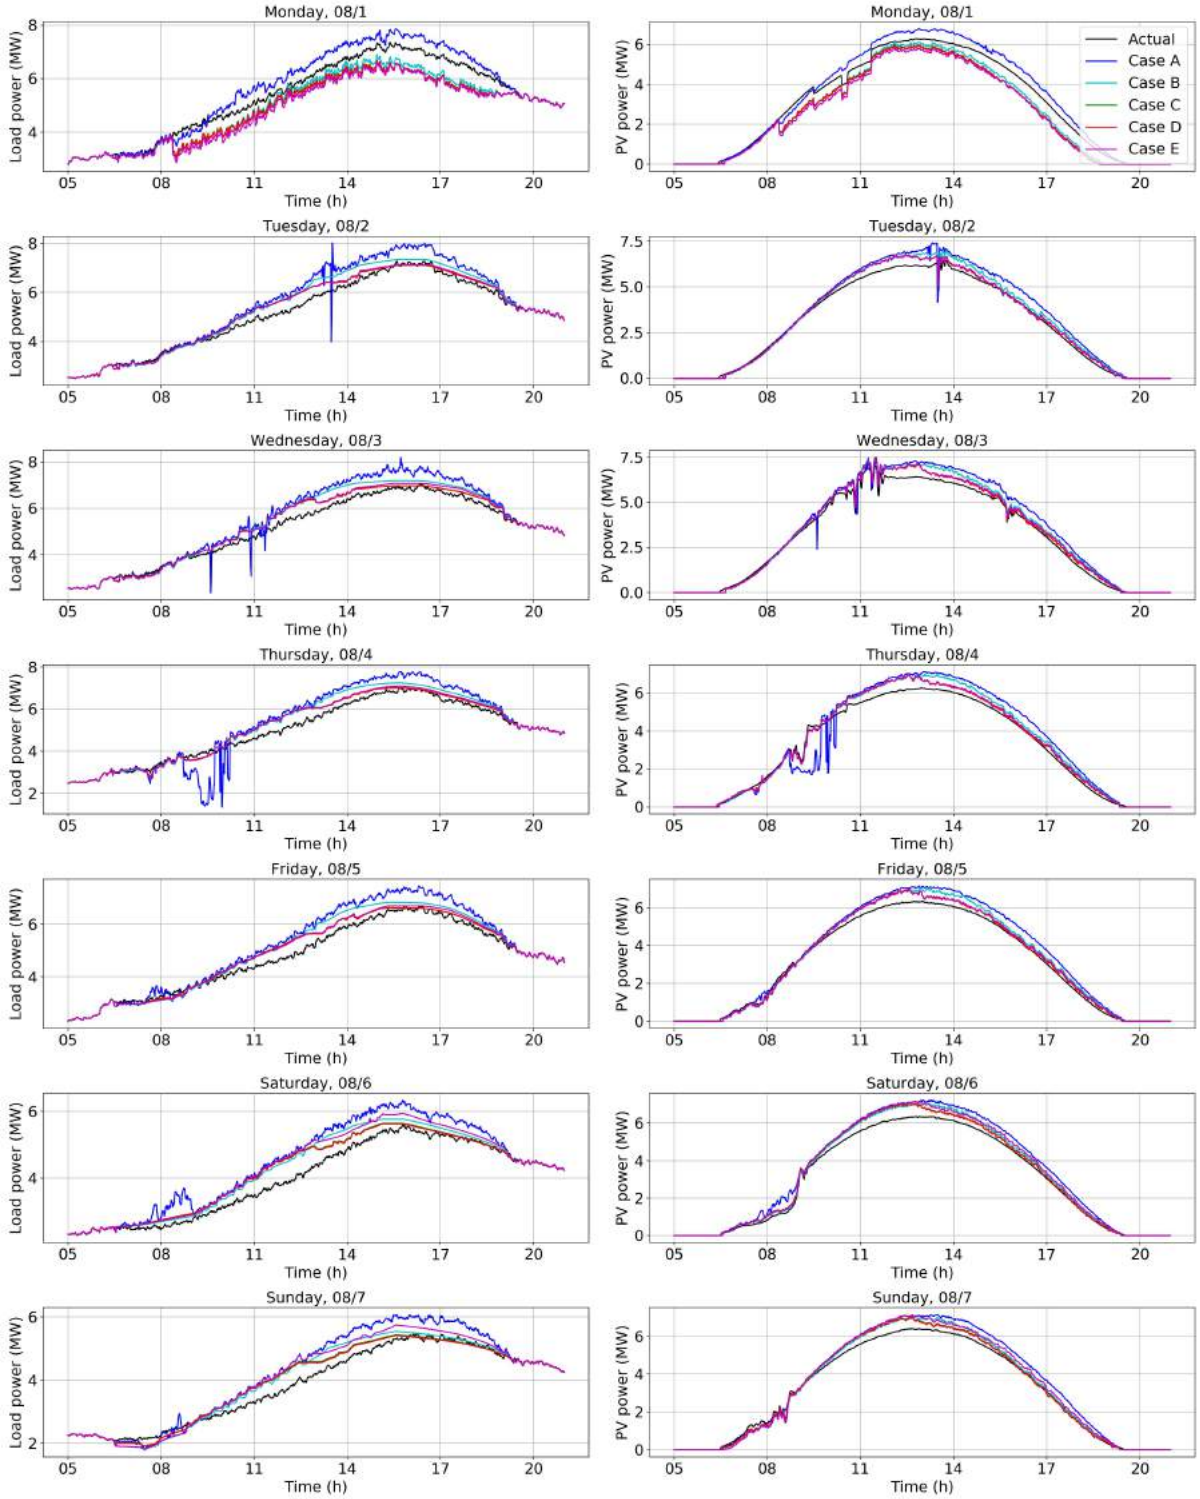 Monday, 08/1
Load power (MW)
8
6
4
05 08 11 14 17 20
Time (h)
Monday, 08/1
PV power (MW)
6
4
2
0
05 08 11 14 17 20
Time (h)
Actual
Case A
Case B
Case C
Case D
Case E
Tuesday, 08/2
Load power (MW)
8
6
4
05 08 11 14 17 20
Time (h)
Tuesday, 08/2
PV power (MW)
7.5
5.0
2.5
0.0
05 08 11 14 17 20
Time (h)
Wednesday, 08/3
Load power (MW)
8
6
4
05 08 11 14 17 20
Time (h)
Wednesday, 08/3
PV power (MW)
7.5
5.0
2.5
0.0
05 08 11 14 17 20
Time (h)
Thursday, 08/4
Load power (MW)
8
6
4
2
05 08 11 14 17 20
Time (h)
Thursday, 08/4
PV power (MW)
6
4
2
0
05 08 11 14 17 20
Time (h)
Friday, 08/5
Load power (MW)
6
4
05 08 11 14 17 20
Time (h)
Friday, 08/5
PV power (MW)
6
4
2
0
05 08 11 14 17 20
Time (h)
Saturday, 08/6
Load power (MW)
6
4
05 08 11 14 17 20
Time (h)
Saturday, 08/6
PV power (MW)
6
4
2
0
05 08 11 14 17 20
Time (h)
Sunday, 08/7
Load power (MW)
6
4
2
05 08 11 14 17 20
Time (h)
Sunday, 08/7
PV power (MW)
6
4
2
0
05 08 11 14 17 20
Time (h)